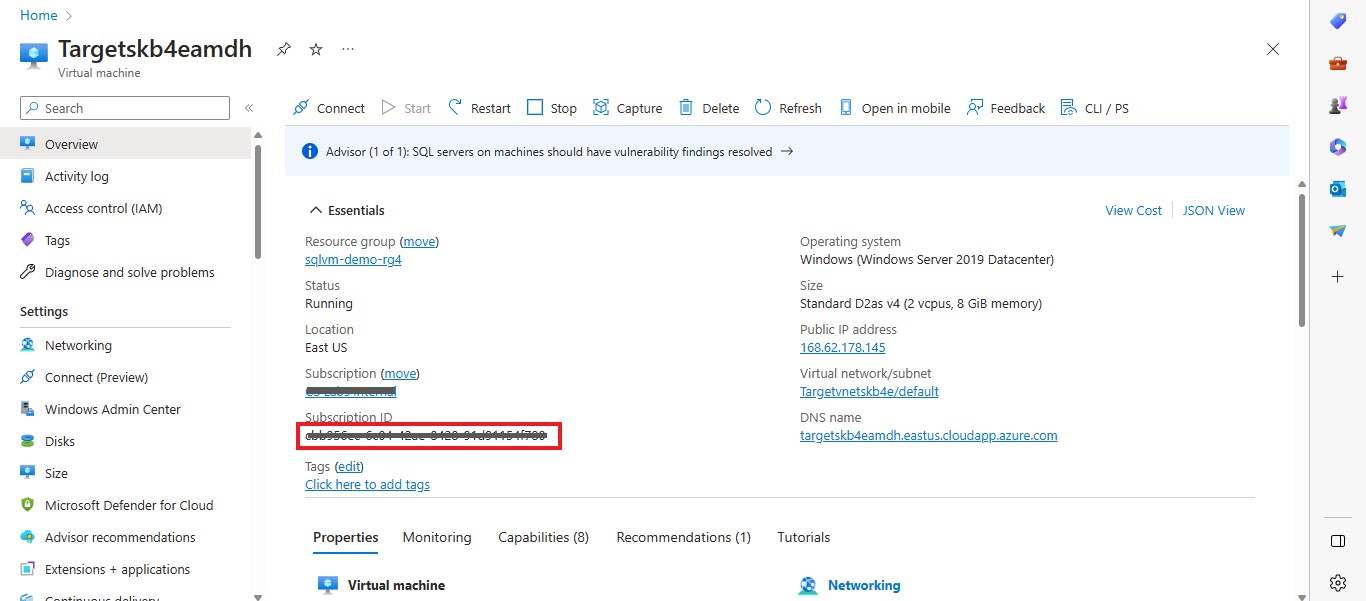 Home
Targetskb4eamdh
Virtual machine
Search
Connect Start Restart Stop Capture Delete Refresh Open in mobile Feedback CLI / PS
Overview
Activity log
Access control (IAM)
Tags
Diagnose and solve problems
Settings
Networking
Connect (Preview)
Windows Admin Center
Disks
Size
Microsoft Defender for Cloud
Advisor recommendations
Extensions + applications
Continuous delivery
Advisor (1 of 1): SQL servers on machines should have vulnerability findings resolved
Essentials
View Cost JSON View
Resource group (move)
sqlvm-demo-rg4
Status
Running
Location
East US
Subscription (move)
Subscription ID
Tags (edit)
Click here to add tags
Operating system
Windows (Windows Server 2019 Datacenter)
Size
Standard D2as v4 (2 vcpus, 8 GiB memory)
Public IP address
168.62.178.145
Virtual network/subnet
Targetvnetskb4e/default
DNS name
targetskb4eamdh.eastus.cloudapp.azure.com
Properties Monitoring Capabilities (8) Recommendations (1) Tutorials
Virtual machine
Networking